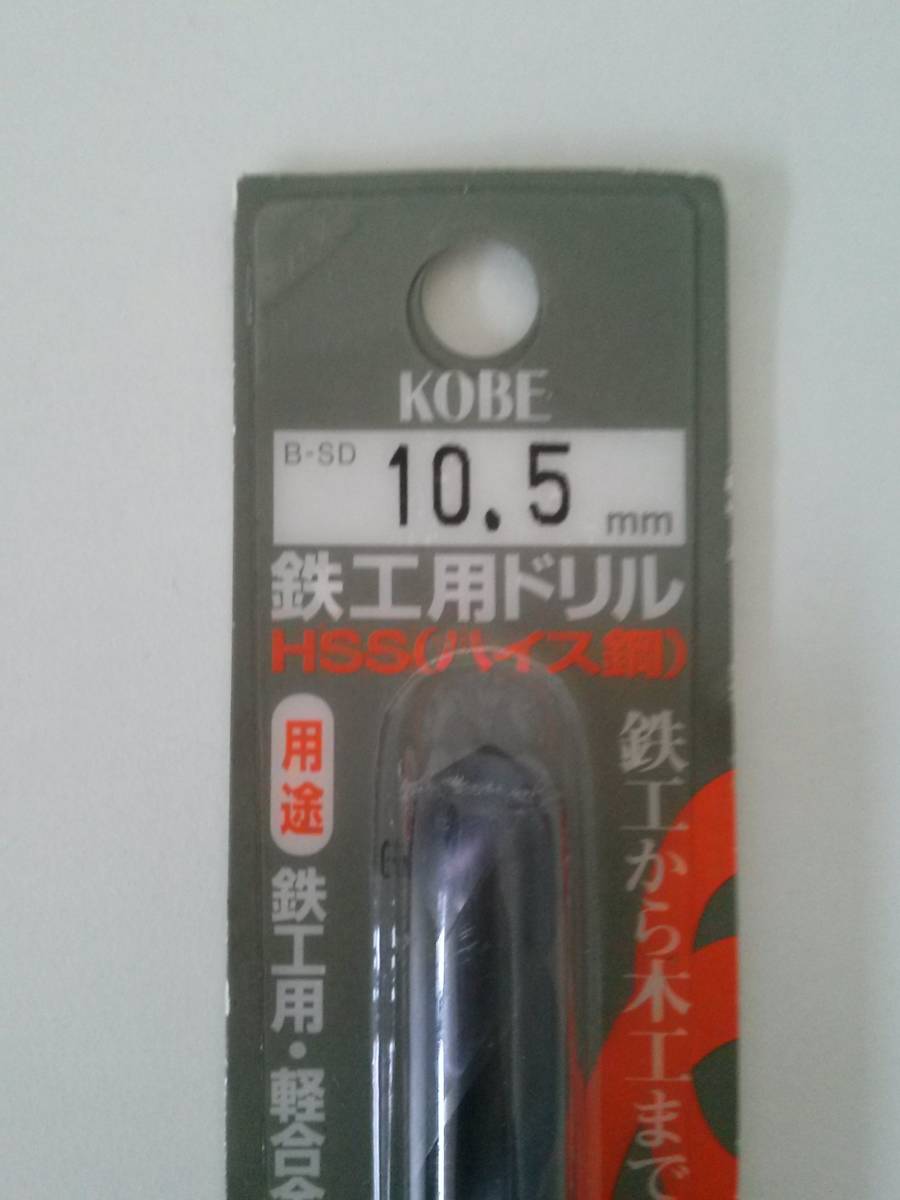 KOBE
B-SD 10.5 mm
鉄工用ドリル
HSS(ハイス鋼)
用途
鉄工用・軽合金
鉄工から木工まで